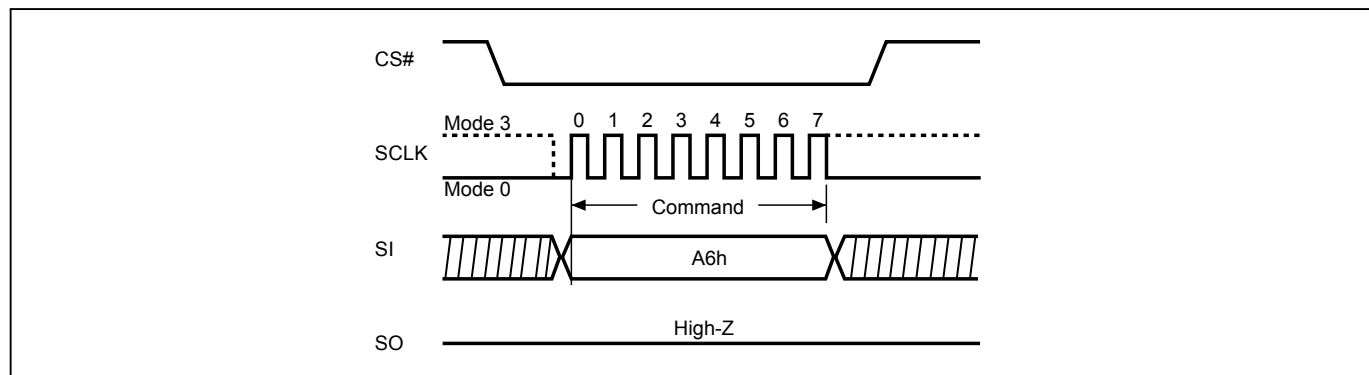 CS#
Mode 3
0 1 2 3 4 5 6 7
SCLK
Mode 0
Command
SI
A6h
High-Z
SO